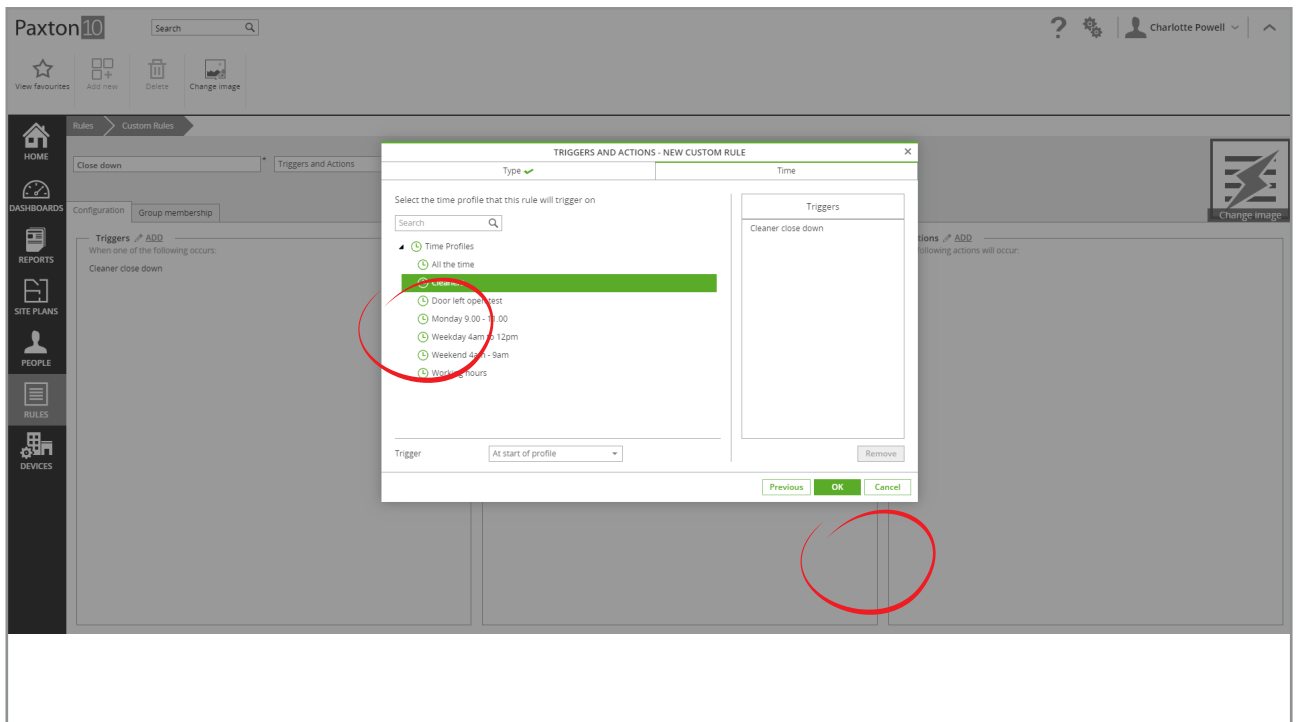 Paxton 10
Search
Charlotte Powell
View favourites
Add new
Delete
Change image
Rules
Custom Rules
HOME
DASHBOARDS
REPORTS
SITE PLANS
PEOPLE
RULES
DEVICES
Close down
*
Triggers and Actions
Configuration
Group membership
Triggers ADD
When one of the following occurs:
Cleaner close down
TRIGGERS AND ACTIONS - NEW CUSTOM RULE
Type
Time
Select the time profile that this rule will trigger on
Search
Time Profiles
All the time
Door left open test
Monday 9.00 - 11.00
Weekday 4am to 12pm
Weekend 4am - 9am
Working hours
Trigger
At start of profile
Triggers
Cleaner close down
Remove
Previous
OK
Cancel
tions ADD
following actions will occur:
Change image